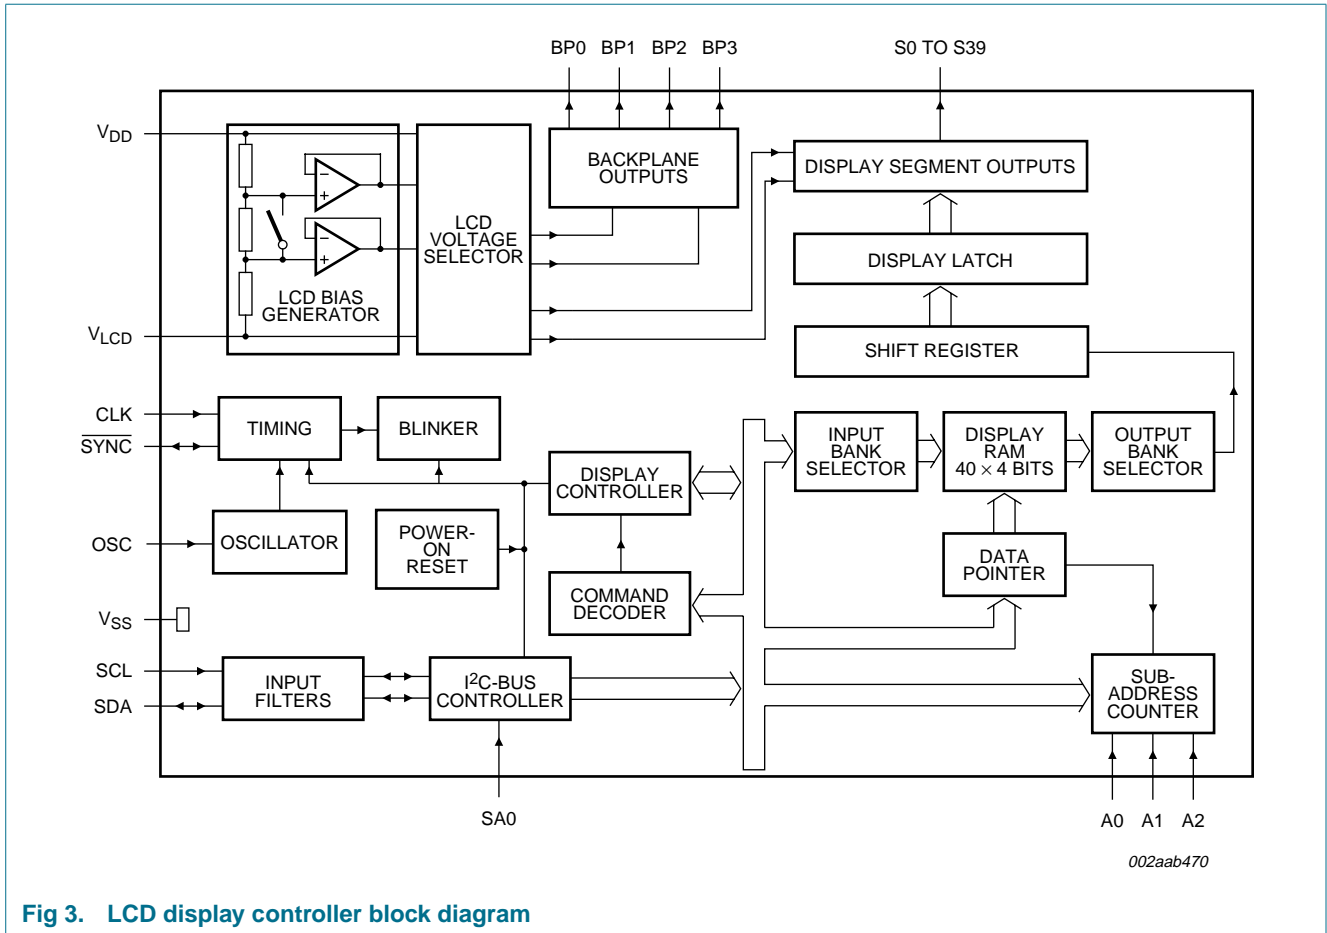 BP0 BP1 BP2 BP3
S0 TO S39
VDD
BACKPLANE
OUTPUTS
DISPLAY SEGMENT OUTPUTS
−
+
−
+
LCD
VOLTAGE
SELECTOR
DISPLAY LATCH
LCD BIAS
GENERATOR
VLCD
SHIFT REGISTER
CLK
SYNC
TIMING
BLINKER
DISPLAY
CONTROLLER
INPUT
BANK
SELECTOR
DISPLAY
RAM
40 × 4 BITS
OUTPUT
BANK
SELECTOR
OSC
OSCILLATOR
POWER-
ON
RESET
COMMAND
DECODER
DATA
POINTER
VSS
SCL
SDA
INPUT
FILTERS
I2C-BUS
CONTROLLER
SUB-
ADDRESS
COUNTER
SA0
A0 A1 A2
002aab470
Fig 3. LCD display controller block diagram